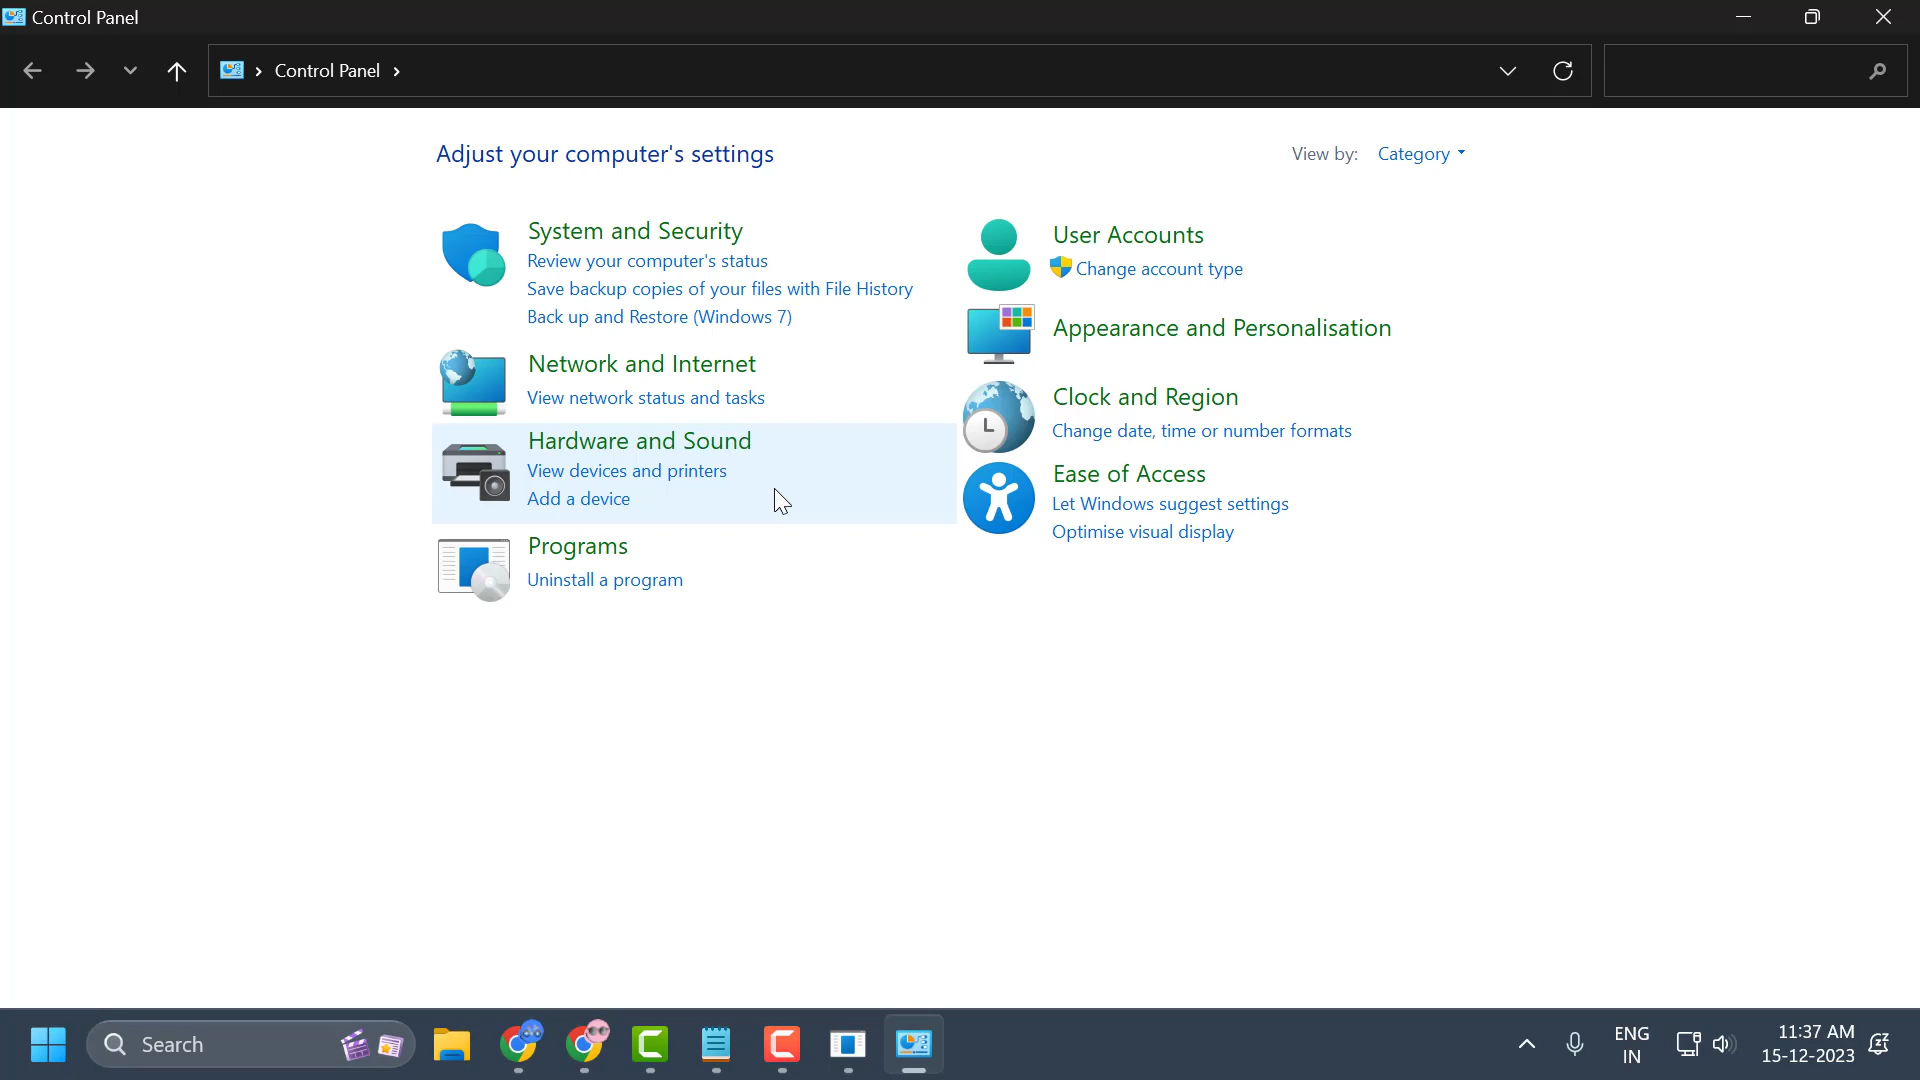 Control Panel
Control Panel
Adjust your computer's settings
View by: Category
System and Security
Review your computer's status
Save backup copies of your files with File History
Back up and Restore (Windows 7)
Network and Internet
View network status and tasks
Hardware and Sound
View devices and printers
Add a device
Programs
Uninstall a program
User Accounts
Change account type
Appearance and Personalisation
Clock and Region
Change date, time or number formats
Ease of Access
Let Windows suggest settings
Optimise visual display
Search
ENG
IN
11:37 AM
15-12-2023